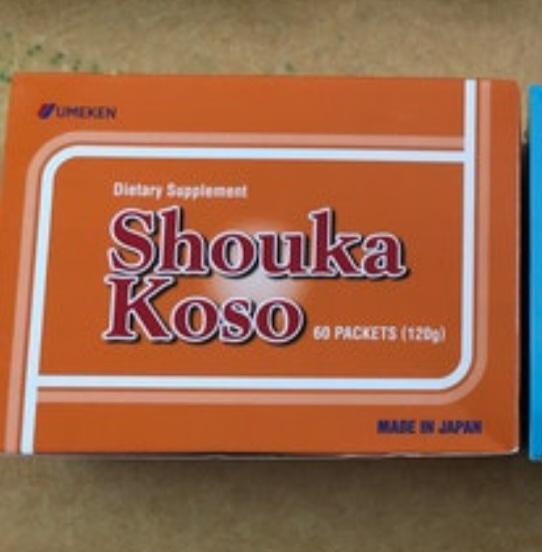 UMEKEN
Dietary Supplement
Shouka
Koso
60 PACKETS (120g)
MADE IN JAPAN